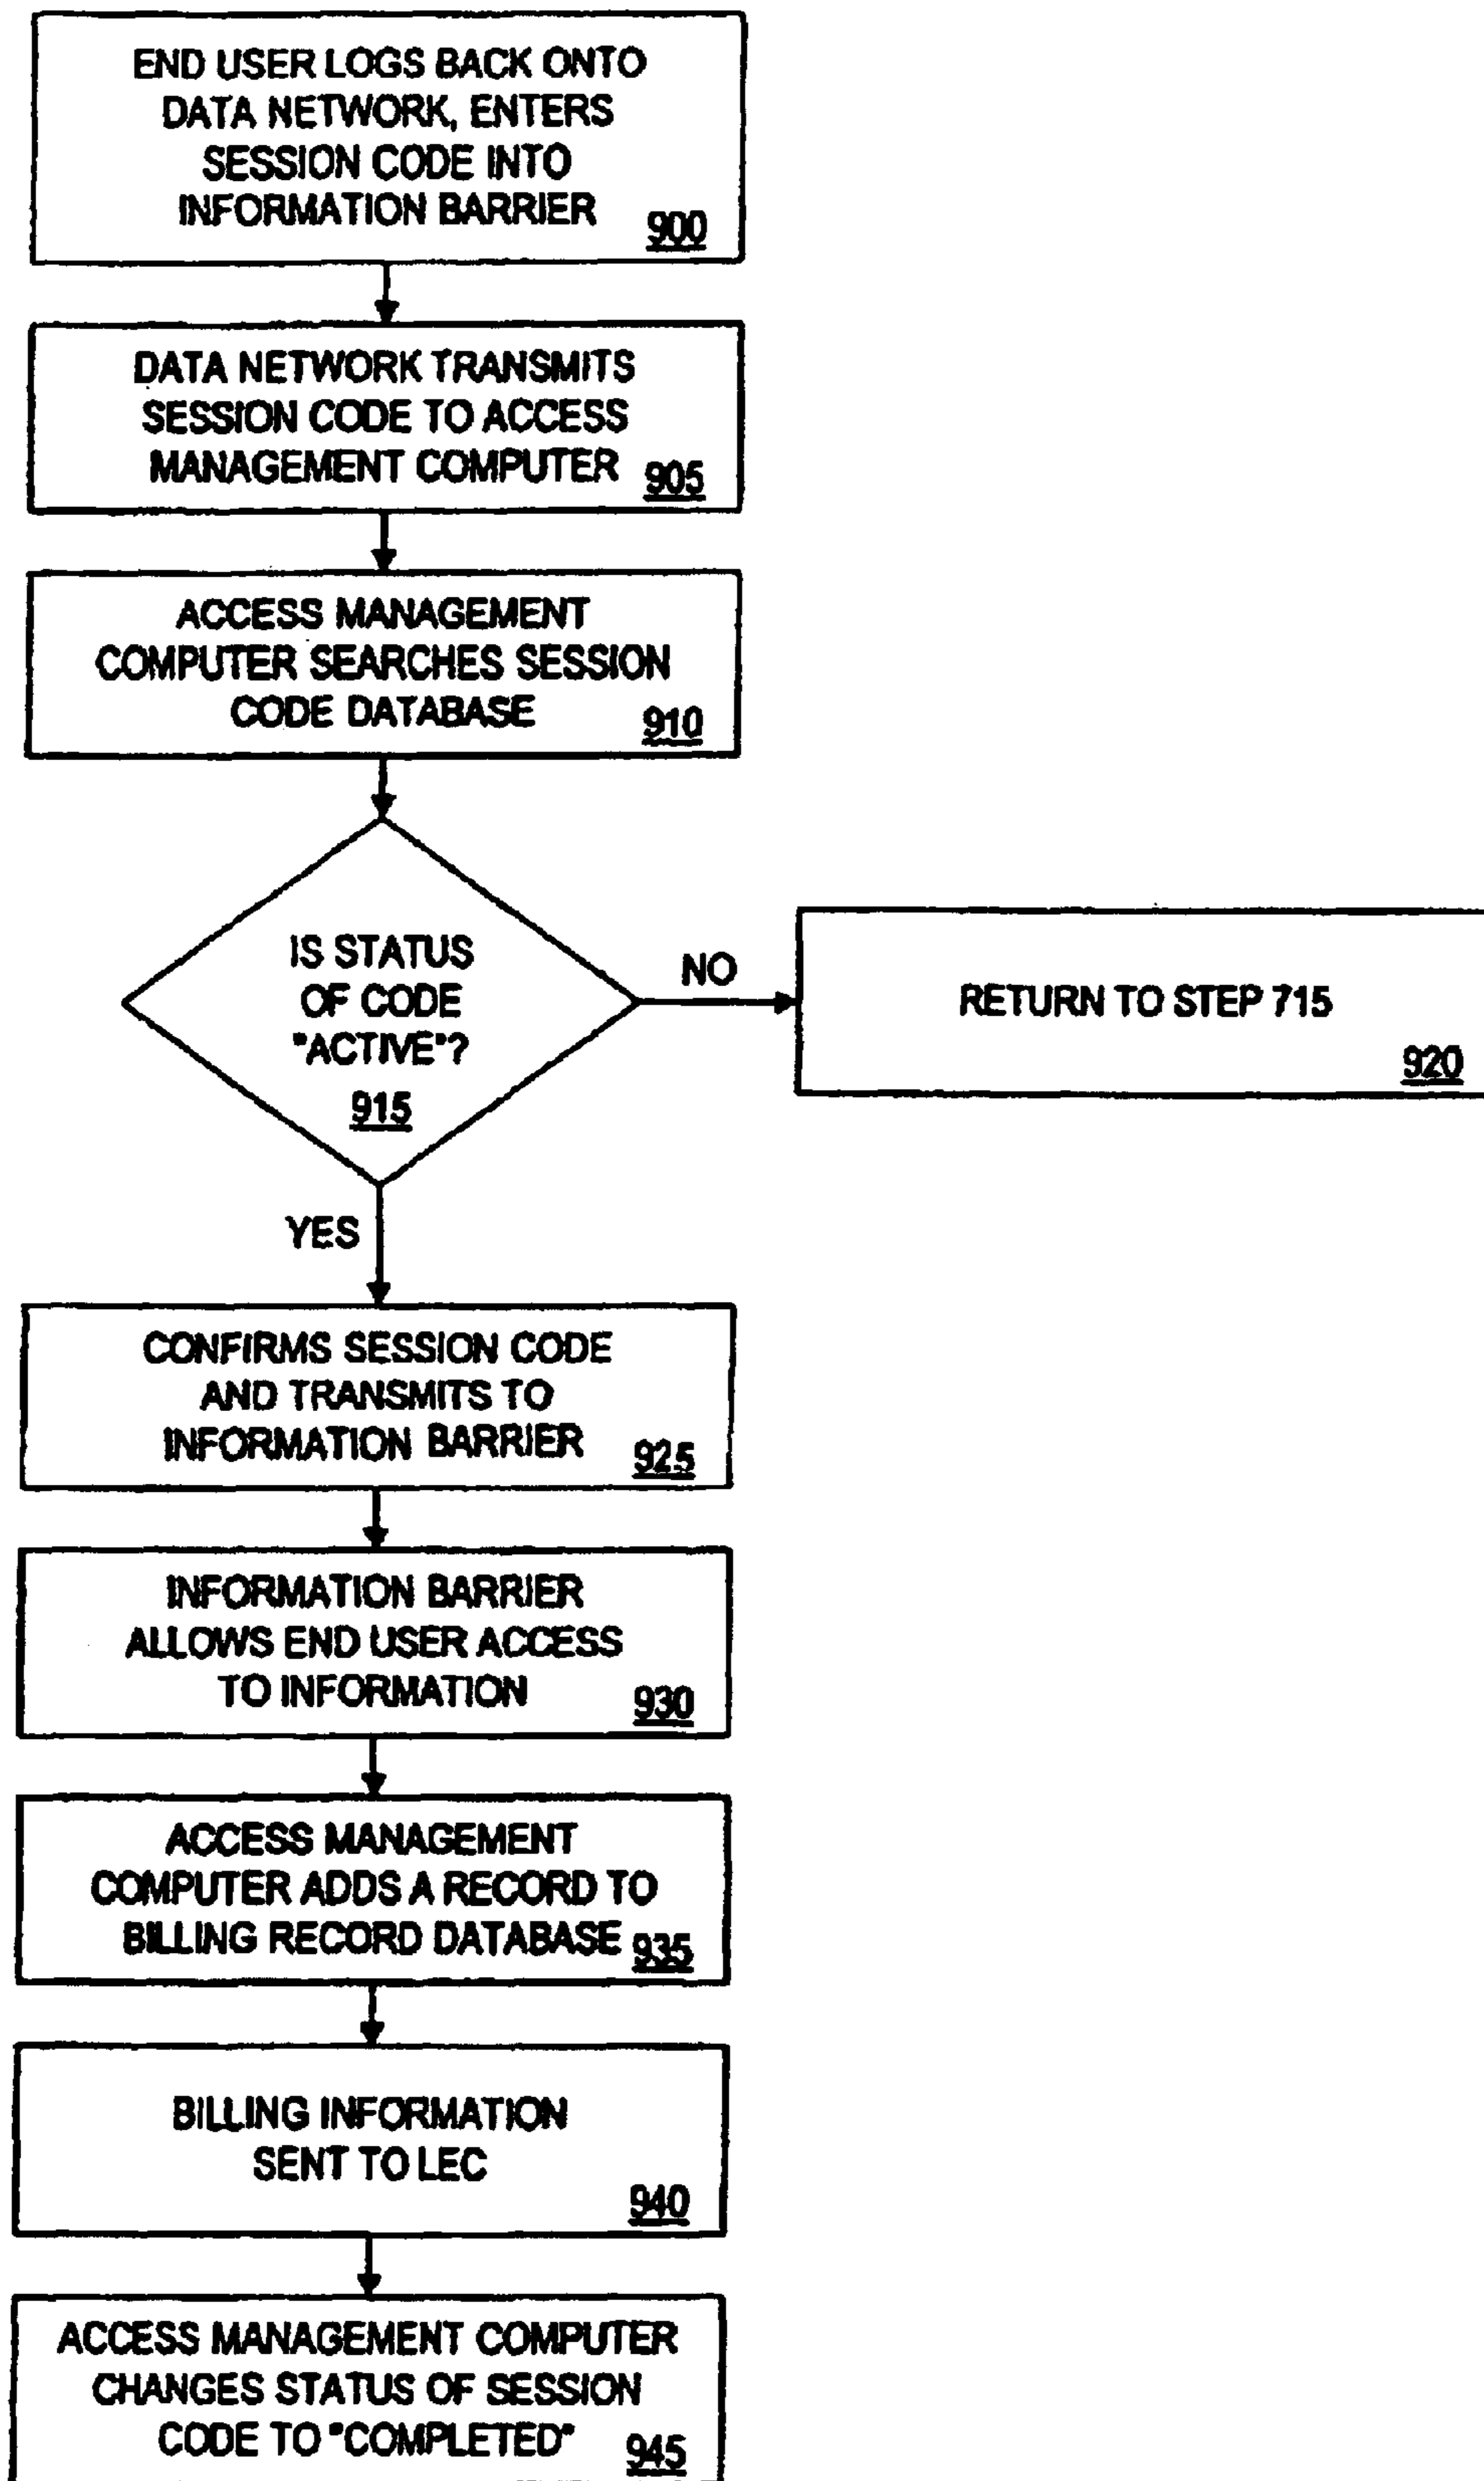 END USER LOGS BACK ONTO
DATA NETWORK, ENTERS
SESSION CODE INTO
INFORMATION BARRIER
900
DATA NETWORK TRANSMITS
SESSION CODE TO ACCESS
MANAGEMENT COMPUTER 905
ACCESS MANAGEMENT
COMPUTER SEARCHES SESSION
CODE DATABASE
910
IS STATUS
OF CODE
"ACTIVE"?
915
NO
RETURN TO STEP 715
920
YES
CONFIRMS SESSION CODE
AND TRANSMITS TO
INFORMATION BARRIER 925
INFORMATION BARRIER
ALLOWS END USER ACCESS
TO INFORMATION 930
ACCESS MANAGEMENT
COMPUTER ADDS A RECORD TO
BILLING RECORD DATABASE 935
BILLING INFORMATION
SENT TO LEC
940
ACCESS MANAGEMENT COMPUTER
CHANGES STATUS OF SESSION
CODE TO "COMPLETED" 945